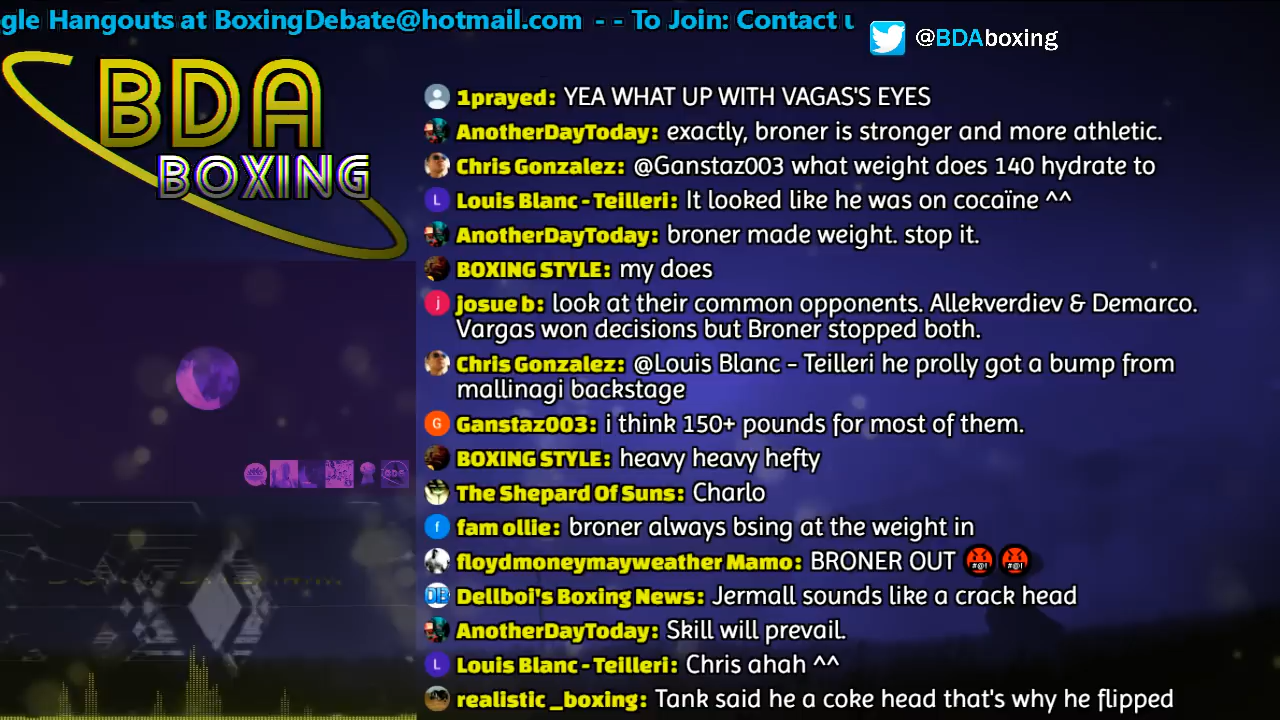 gle Hangouts at BoxingDebate@hotmail.com - - To Join: Contact u
@BDAboxing
BDA
BOXING
1prayed: YEA WHAT UP WITH VAGAS'S EYES
AnotherDayToday: exactly, broner is stronger and more athletic.
Chris Gonzalez: @Ganstaz003 what weight does 140 hydrate to
L Louis Blanc - Teilleri: It looked like he was on cocaïne ^^
AnotherDayToday: broner made weight. stop it.
BOXING STYLE: my does
j josue b: look at their common opponents. Allekverdiev & Demarco.
Vargas won decisions but Broner stopped both.
Chris Gonzalez: @Louis Blanc - Teilleri he prolly got a bump from
mallinagi backstage
G Ganstaz003: i think 150+ pounds for most of them.
BOXING STYLE: heavy heavy hefty
The Shepard Of Suns: Charlo
f fam ollie: broner always bsing at the weight in
floydmoneymayweather Mamo: BRONER OUT 🤬 🤬
Dellboi's Boxing News: Jermall sounds like a crack head
AnotherDayToday: Skill will prevail.
L Louis Blanc - Teilleri: Chris ahah ^^
realistic _boxing: Tank said he a coke head that's why he flipped